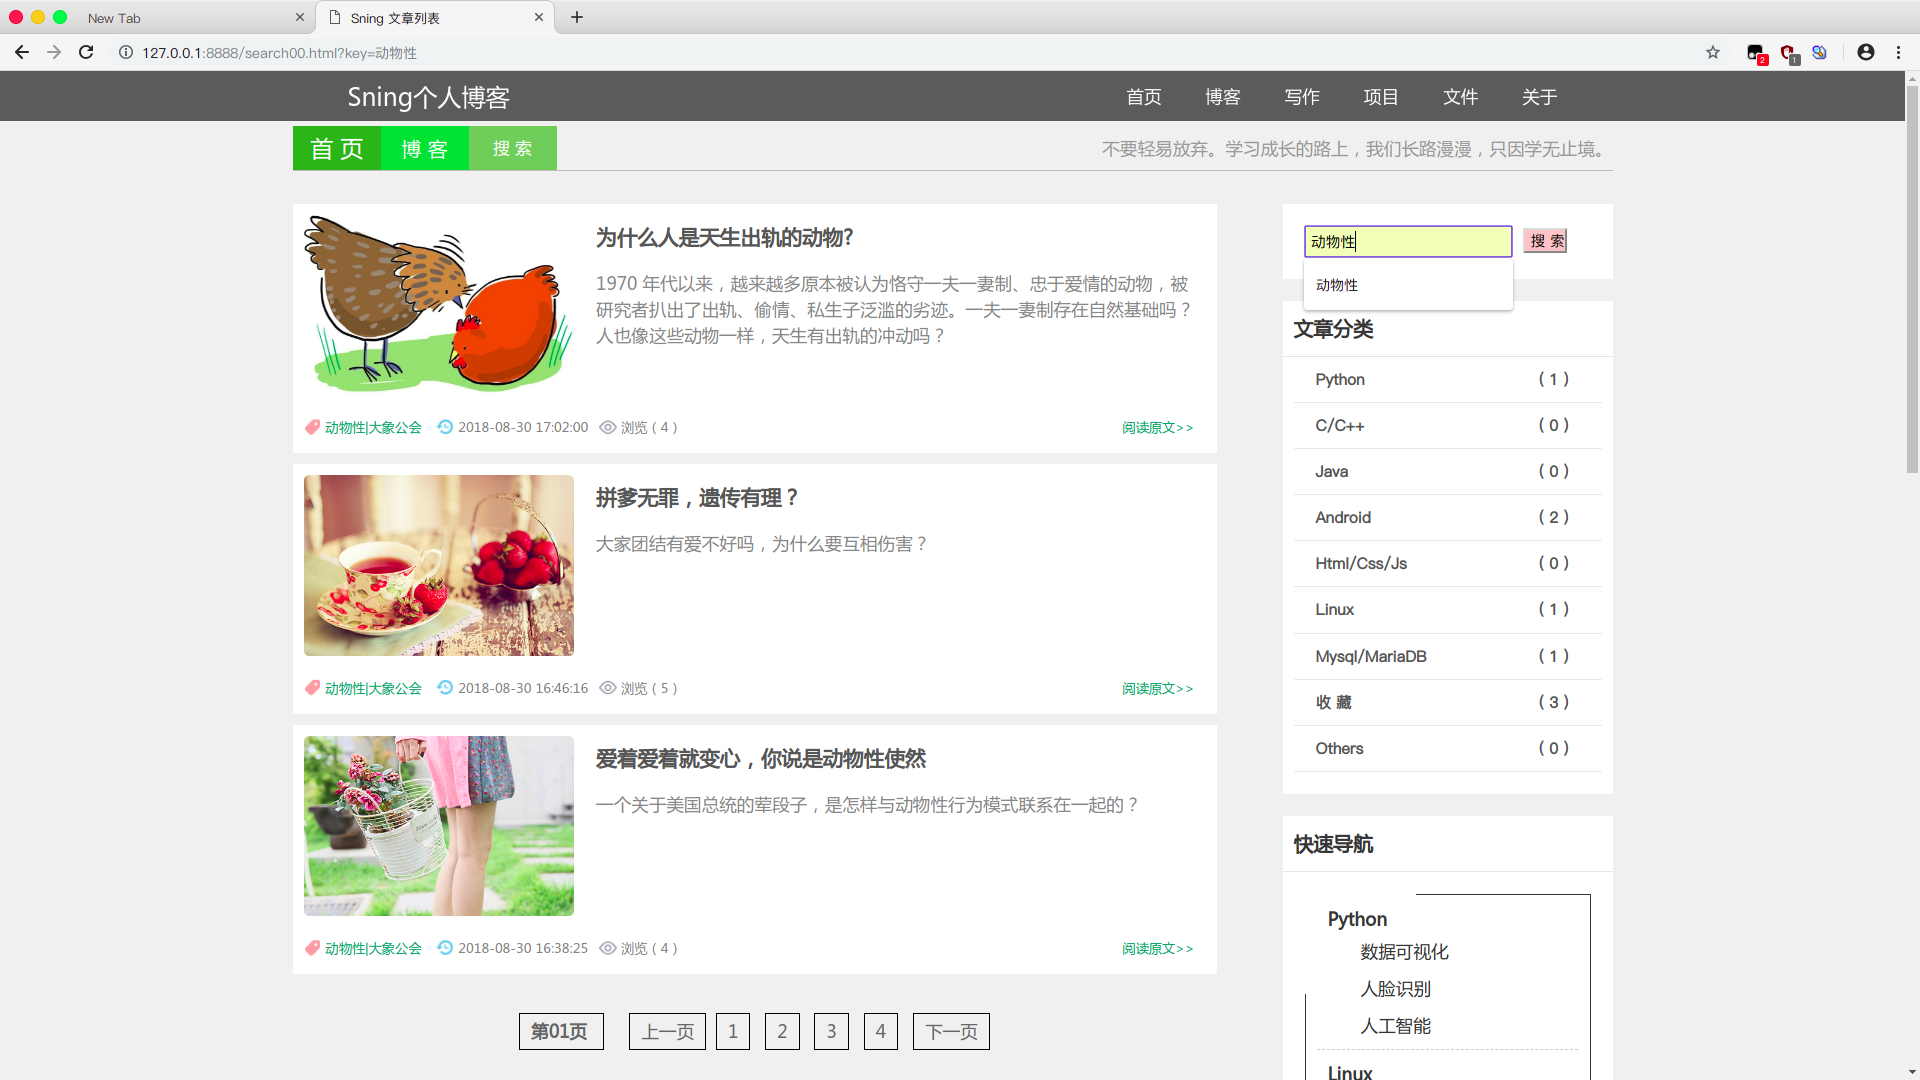 New Tab
Sning 文章列表
127.0.0.1:8888/search00.html?key=动物性
2
1
Sning个人博客
首页 博客 写作 项目 文件 关于
首 页 博 客 搜 索
不要轻易放弃。学习成长的路上，我们长路漫漫，只因学无止境。
为什么人是天生出轨的动物?
1970 年代以来，越来越多原本被认为恪守一夫一妻制、忠于爱情的动物，被
研究者扒出了出轨、偷情、私生子泛滥的劣迹。一夫一妻制存在自然基础吗？
人也像这些动物一样，天生有出轨的冲动吗？
动物性|大象公会 2018-08-30 17:02:00 浏览 ( 4 ) 阅读原文>>
拼爹无罪，遗传有理？
大家团结有爱不好吗，为什么要互相伤害？
动物性|大象公会 2018-08-30 16:46:16 浏览 ( 5 ) 阅读原文>>
爱着爱着就变心，你说是动物性使然
一个关于美国总统的荤段子，是怎样与动物性行为模式联系在一起的？
动物性|大象公会 2018-08-30 16:38:25 浏览 ( 4 ) 阅读原文>>
第01页 上一页 1 2 3 4 下一页
动物性 搜 索
动物性
文章分类
Python ( 1 )
C/C++ ( 0 )
Java ( 0 )
Android ( 2 )
Html/Css/Js ( 0 )
Linux ( 1 )
Mysql/MariaDB ( 1 )
收 藏 ( 3 )
Others ( 0 )
快速导航
Python
数据可视化
人脸识别
人工智能
Linux